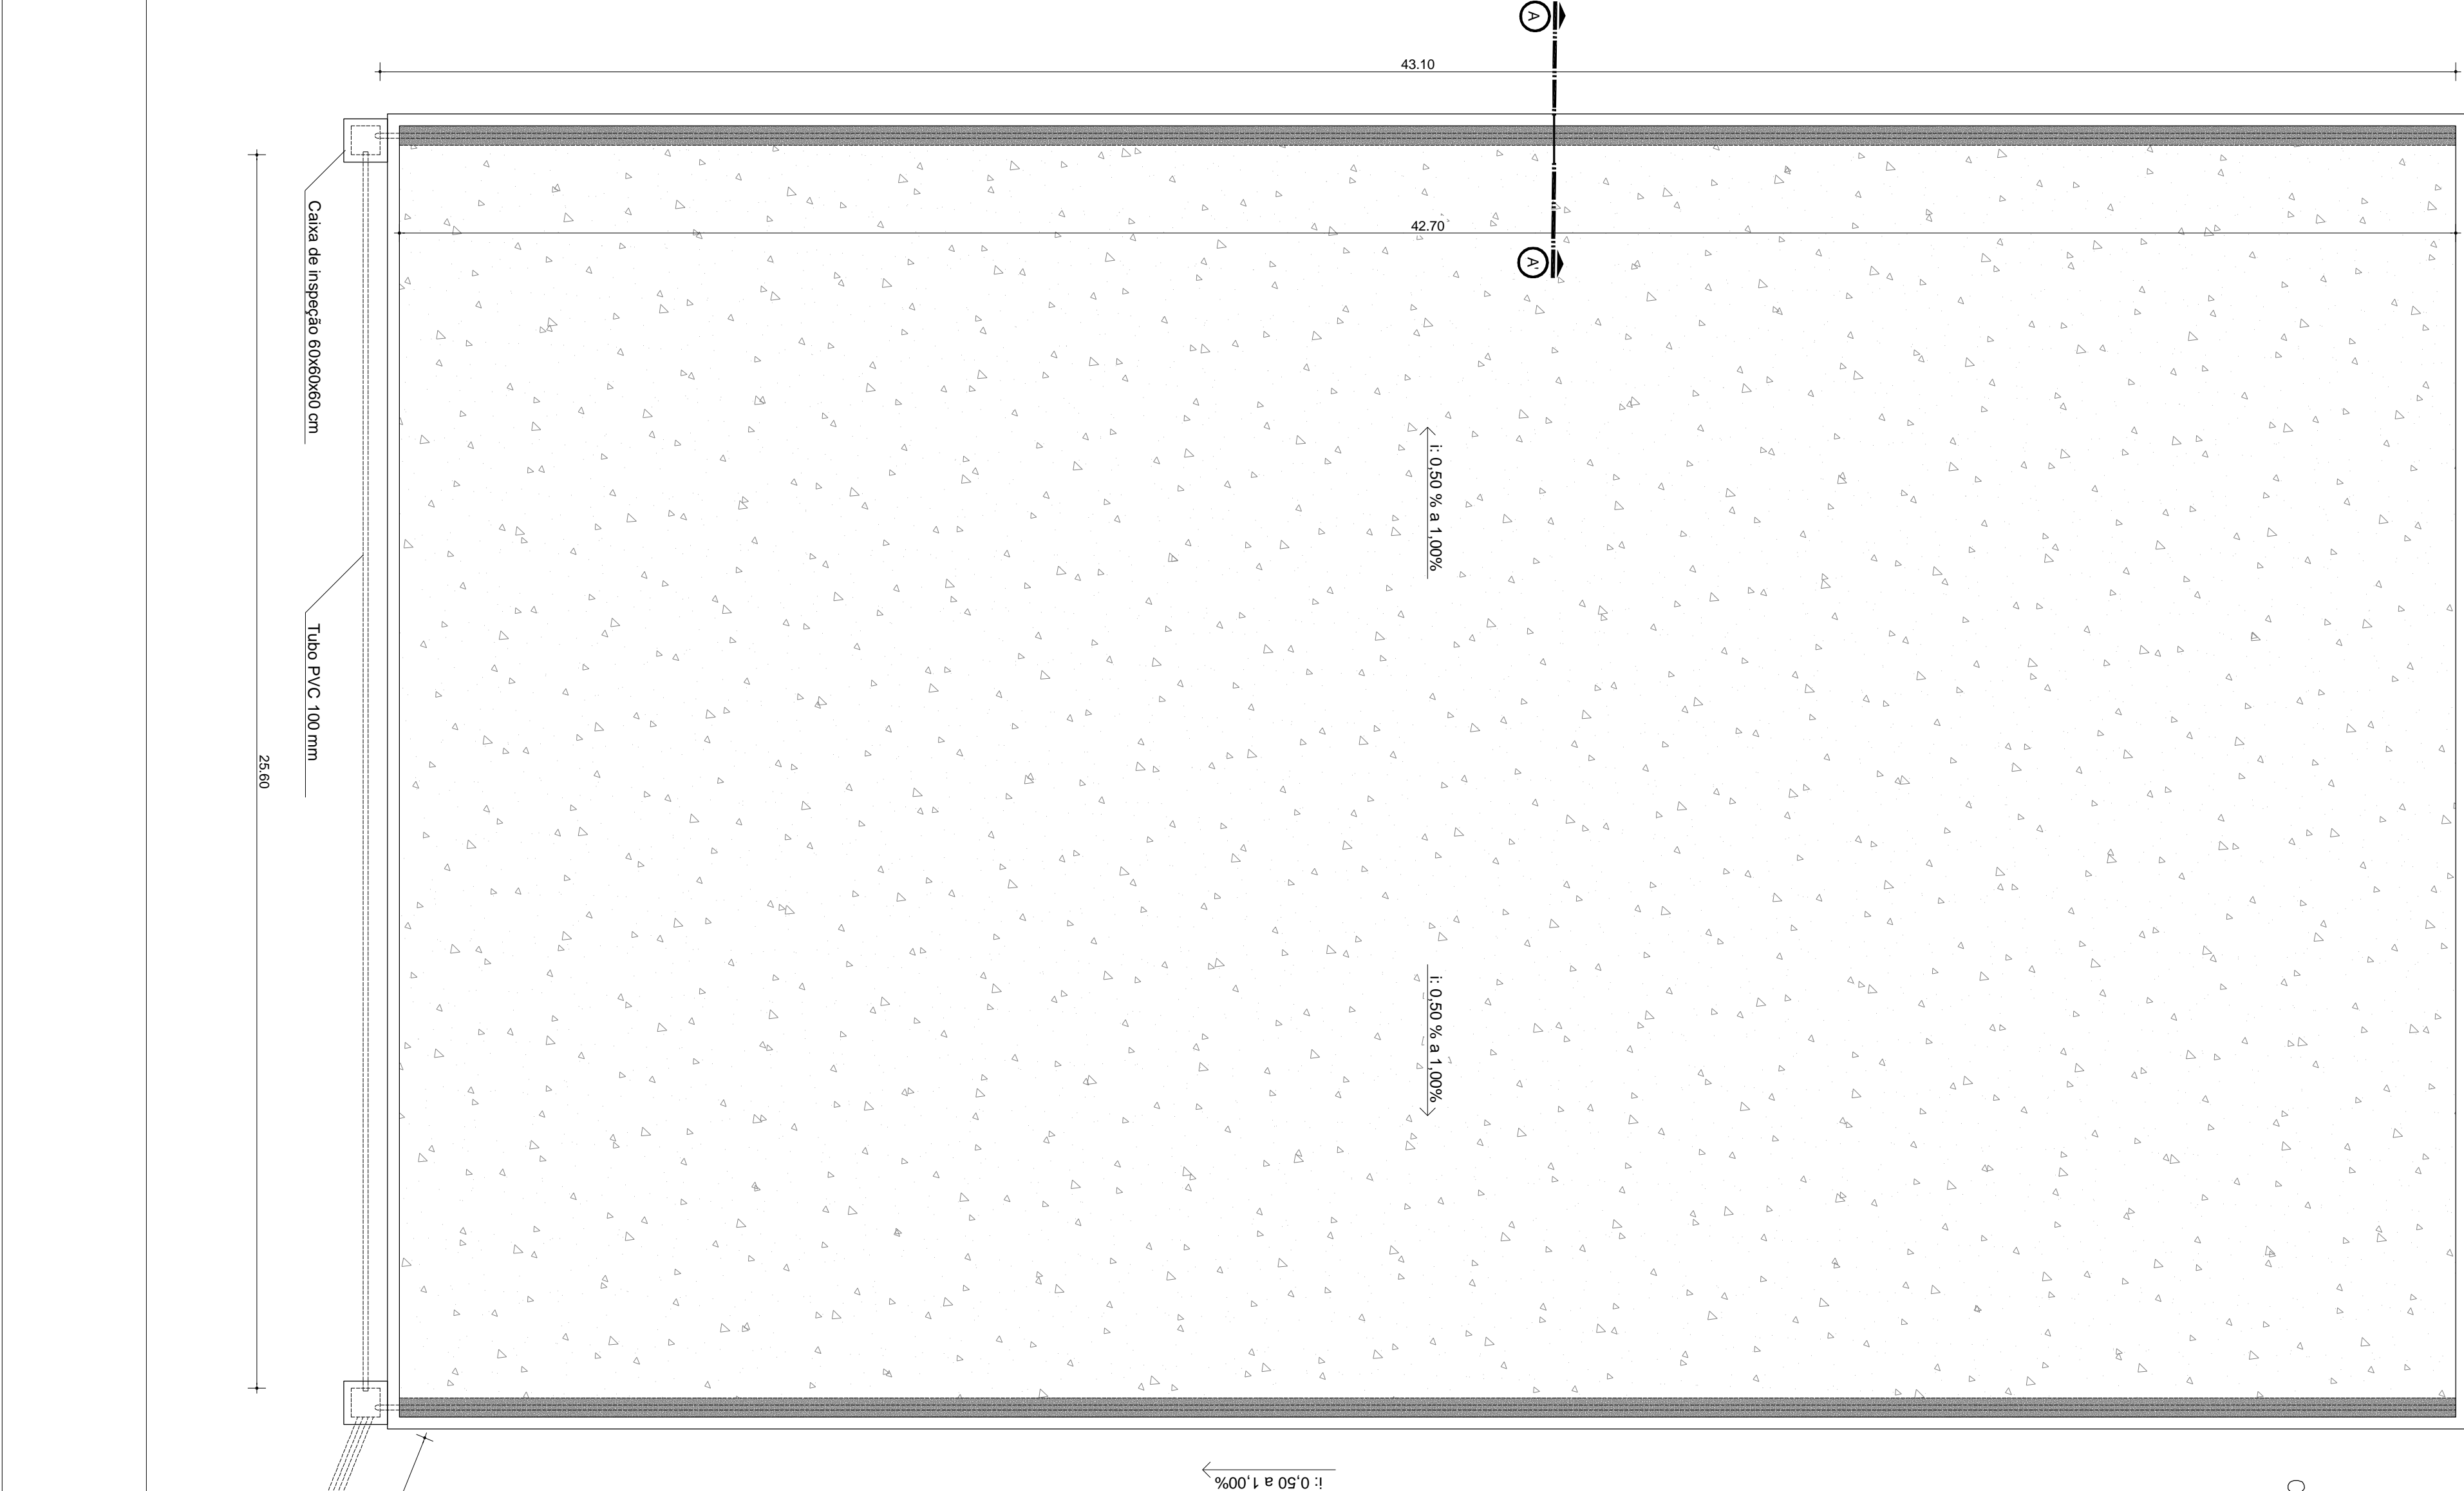 A
43.10
42.70
A'
Caixa de inspeção 60x60x60 cm
i: 0,50 % a 1,00%
Tubo PVC 100 mm
25.60
i: 0,50 % a 1,00%
i: 0,50 a 1,00%